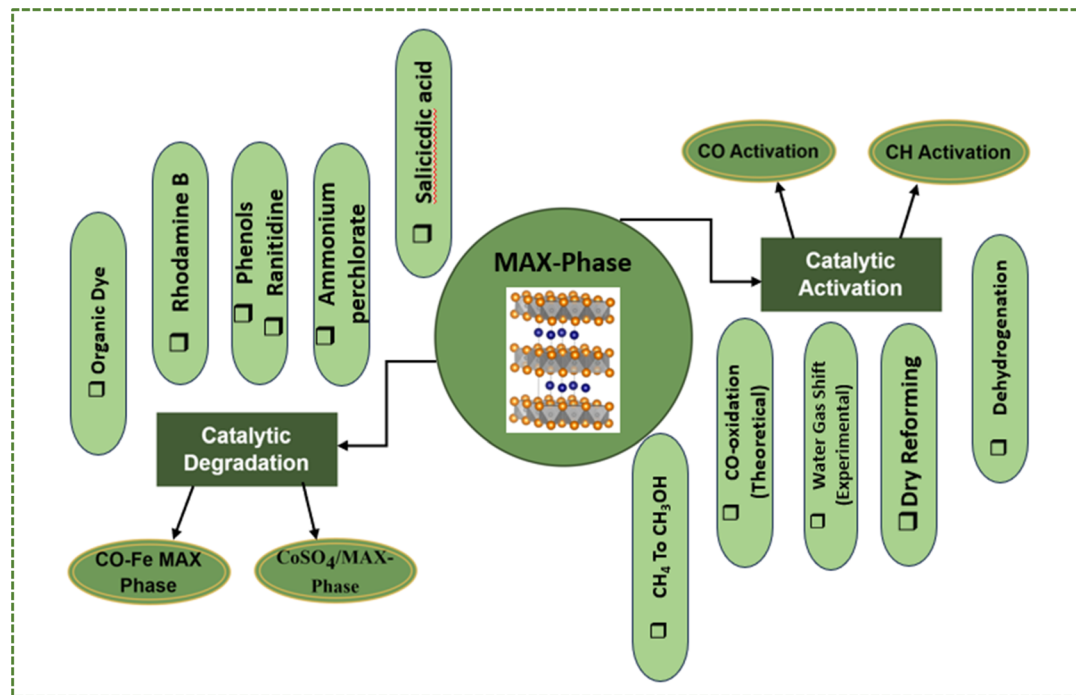 ❑ Organic Dye
❑ Rhodamine B
❑ Phenols
❑ Ranitidine
❑ Ammonium
perchlorate
❑ Salicicdic acid
MAX-Phase
CO Activation
CH Activation
Catalytic
Activation
Catalytic
Degradation
CO-Fe MAX
Phase
CoSO₄/MAX-
Phase
❑ CH₄ To CH₃OH
❑ CO-oxidation
(Theoretical)
❑ Water Gas Shift
(Experimental)
❑ Dry Reforming
❑ Dehydrogenation